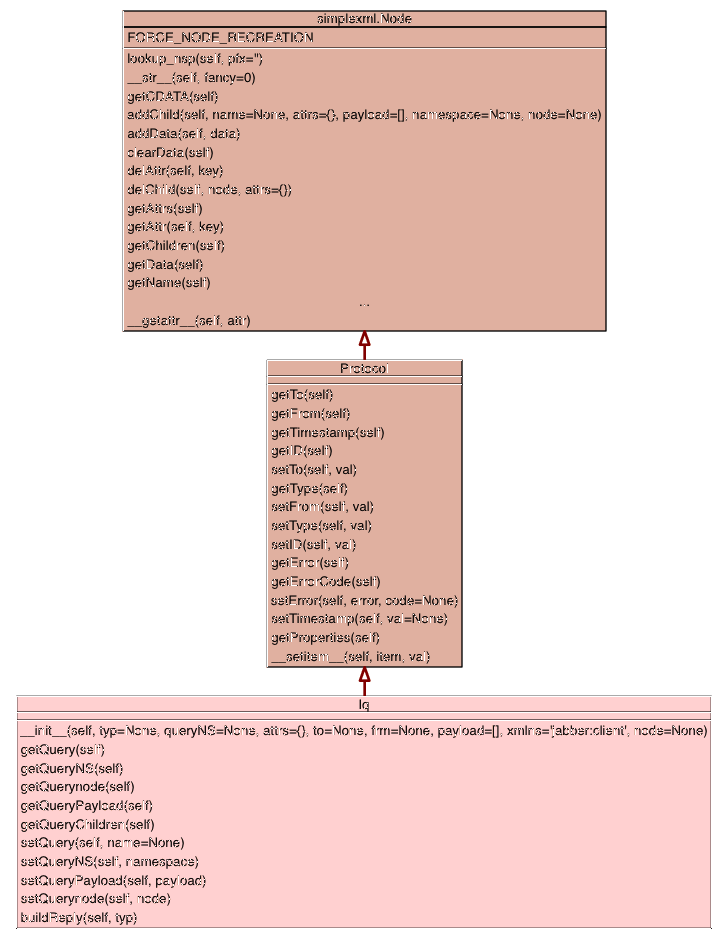 simplexml.Node
FORCE_NODE_RECREATION
lookup_nsp(self, pfx='')
__str__(self, fancy=0)
getCDATA(self)
addChild(self, name=None, attrs={}, payload=[], namespace=None, node=None)
addData(self, data)
clearData(self)
delAttr(self, key)
delChild(self, node, attrs={})
getAttrs(self)
getAttr(self, key)
getChildren(self)
getData(self)
getName(self)
...
__getattr__(self, attr)
Protocol
getTo(self)
getFrom(self)
getTimestamp(self)
getID(self)
setTo(self, val)
getType(self)
setFrom(self, val)
setType(self, val)
setID(self, val)
getError(self)
getErrorCode(self)
setError(self, error, code=None)
setTimestamp(self, val=None)
getProperties(self)
__setitem__(self, item, val)
Iq
__init__(self, typ=None, queryNS=None, attrs={}, to=None, frm=None, payload=[], xmlns='jabber:client', node=None)
getQuery(self)
getQueryNS(self)
getQuerynode(self)
getQueryPayload(self)
getQueryChildren(self)
setQuery(self, name=None)
setQueryNS(self, namespace)
setQueryPayload(self, payload)
setQuerynode(self, node)
buildReply(self, typ)